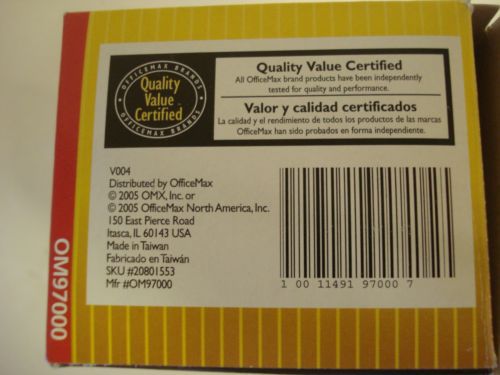 OFFICEMAX BRANDS
Quality
Value
Certified
OFFICEMAX BRANDS
Quality Value Certified
All OfficeMax brand products have been independently
tested for quality and performance.
Valor y calidad certificados
La calidad y el rendimiento de todos los productos de las marcas
OfficeMax han sido probados en forma independiente.
V004
Distributed by OfficeMax
© 2005 OMX, Inc. or
© 2005 OfficeMax North America, Inc.
150 East Pierce Road
Itasca, IL 60143 USA
Made in Taiwan
Fabricado en Taiwán
SKU #20801553
Mfr #OM97000
1 00 11491 97000 7
OM97000